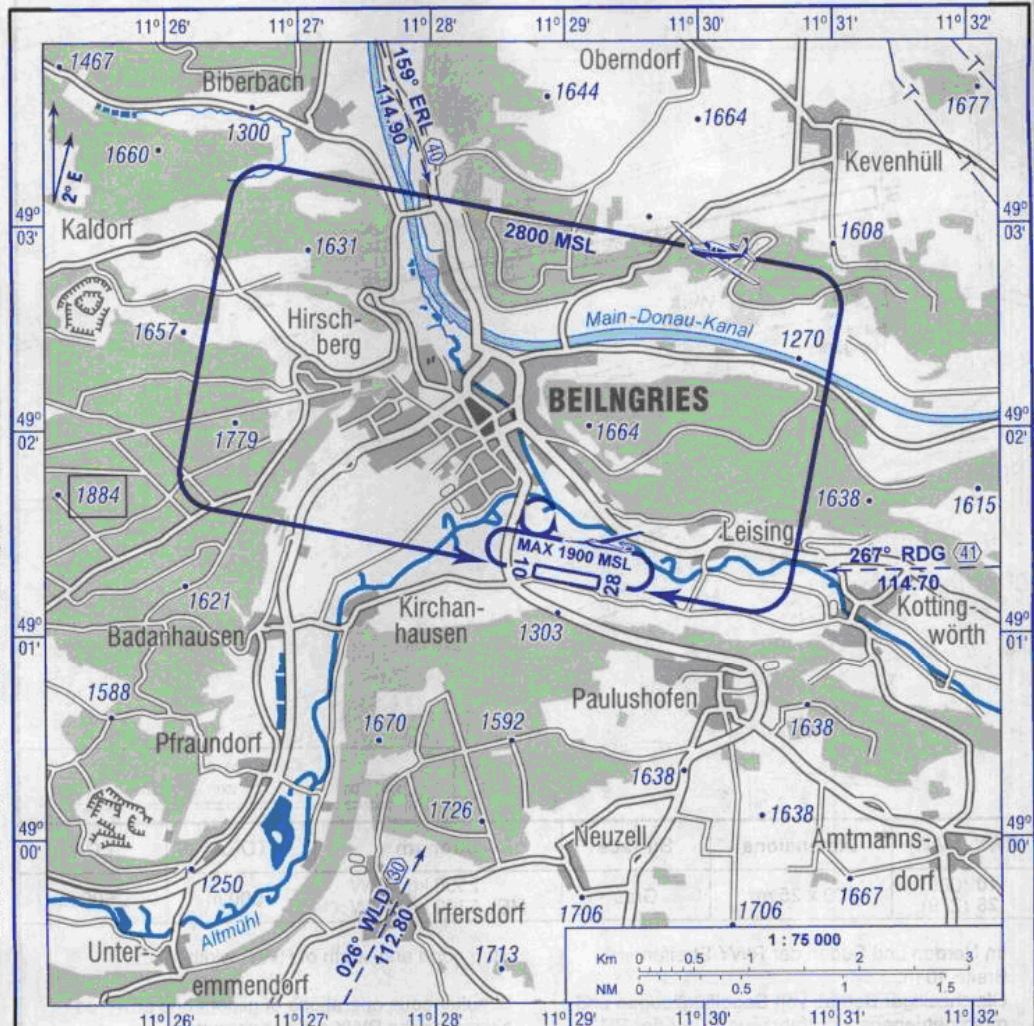 11° 26' 11° 27' 11° 28' 11° 29' 11° 30' 11° 31' 11° 32'
1467
Biberbach
159° ERL 40
114.90
Oberndorf
1644
1664
1677
1300
1660
Kevenhüll
2° E
49° 03'
49° 03'
Kaldorf
1631
2800 MSL
1608
1657
Hirsch-
berg
Main-Donau-Kanal
1270
BEILNGRIES
49° 02'
49° 02'
1779
1664
1884
1638
1615
Leising
MAX 1900 MSL
267° RDG 41
114.70
10
28
1621
Kirchan-
hausen
Kotting-
wörth
1303
49° 01'
49° 01'
Badanhausen
1588
Paulushofen
1670
1592
1638
Pfraundorf
1638
1726
1638
Neuzell
Amtmanns-
dorf
49° 00'
49° 00'
1250
026° WLD 30
112.80
1667
Altmühl
Irfersdorf
1706
1706
Unter-
emmendorf
1713
1 : 75 000
Km 0 0.5 1 2 3
NM 0 0.5 1 1.5
11° 26' 11° 27' 11° 28' 11° 29' 11° 30' 11° 31' 11° 32'